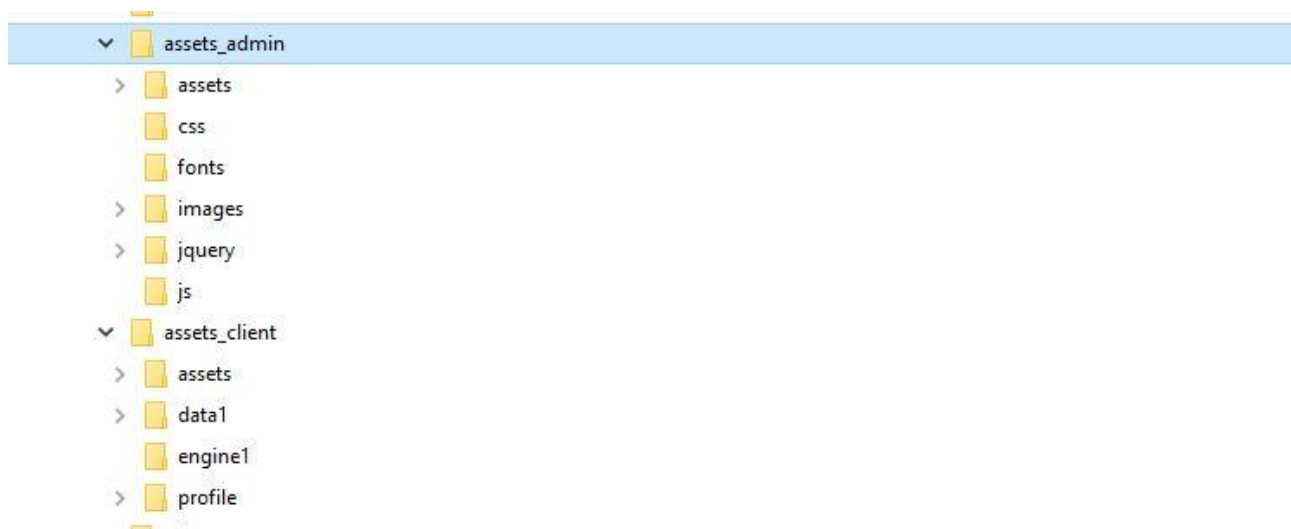 assets_admin
assets
css
fonts
images
jquery
js
assets_client
assets
data1
engine1
profile